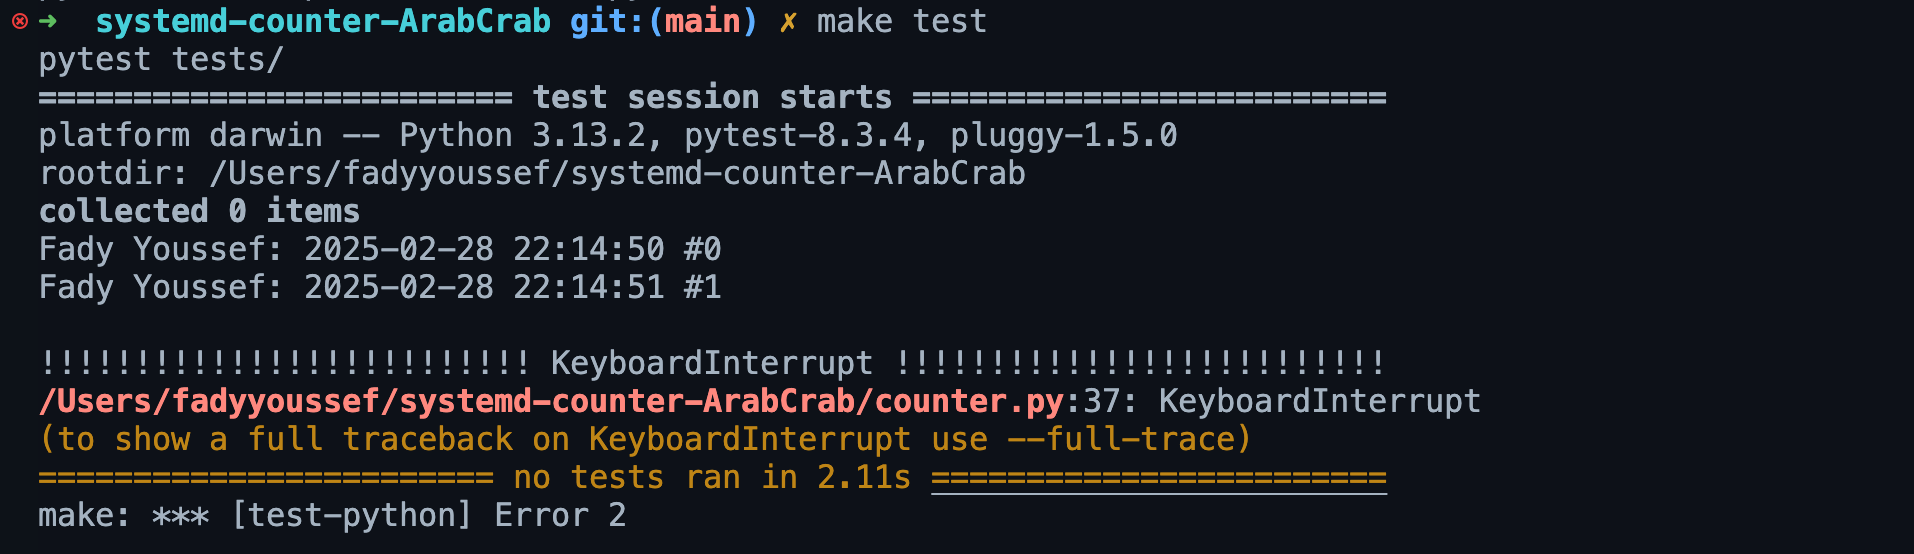 ⊗ ➜  systemd-counter-ArabCrab git:(main) ✗ make test
pytest tests/
========================= test session starts =========================
platform darwin -- Python 3.13.2, pytest-8.3.4, pluggy-1.5.0
rootdir: /Users/fadyyoussef/systemd-counter-ArabCrab
collected 0 items
Fady Youssef: 2025-02-28 22:14:50 #0
Fady Youssef: 2025-02-28 22:14:51 #1
!!!!!!!!!!!!!!!!!!!!!!!!!! KeyboardInterrupt !!!!!!!!!!!!!!!!!!!!!!!!!!
/Users/fadyyoussef/systemd-counter-ArabCrab/counter.py:37: KeyboardInterrupt
(to show a full traceback on KeyboardInterrupt use --full-trace)
======================== no tests ran in 2.11s ========================
make: *** [test-python] Error 2